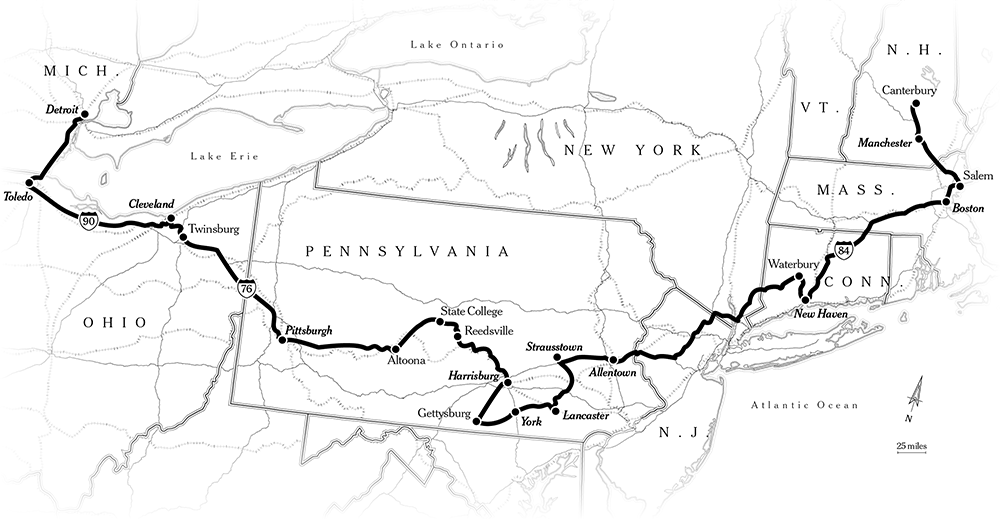 Lake Ontario
N.H.
MICH.
Canterbury
VT.
Detroit
Manchester
Lake Erie
NEW YORK
Salem
Toledo
MASS.
Cleveland
Boston
90
Twinsburg
PENNSYLVANIA
84
Waterbury
CONN.
76
New Haven
State College
OHIO
Pittsburgh
Reedsville
Strausstown
Altoona
Allentown
Harrisburg
Atlantic Ocean
Gettysburg
York
Lancaster
N.J.
N
25 miles